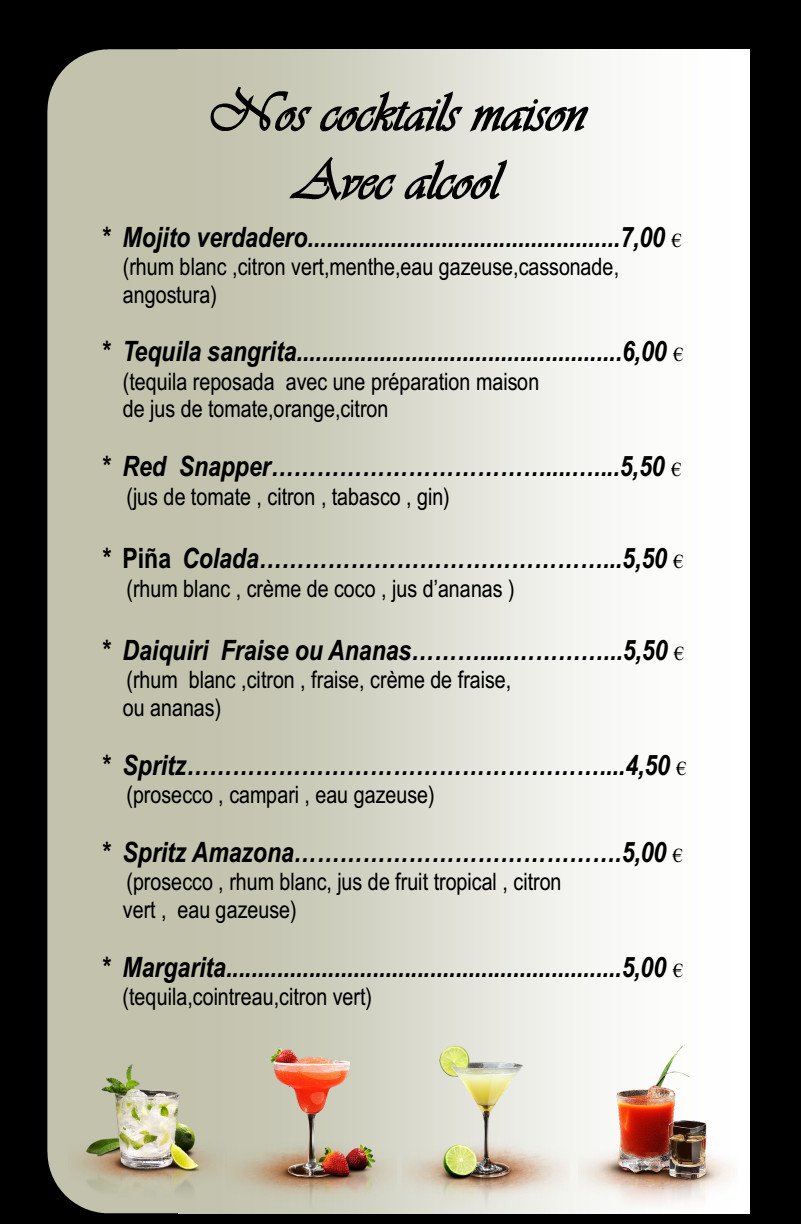 Nos cocktails maison
Avec alcool
* Mojito verdadero.................................................7,00 €
(rhum blanc ,citron vert,menthe,eau gazeuse,cassonade,
angostura)
* Tequila sangrita...................................................6,00 €
(tequila reposada avec une préparation maison
de jus de tomate,orange,citron
* Red Snapper……………………………....…...5,50 €
(jus de tomate , citron , tabasco , gin)
* Piña Colada………………………………………...5,50 €
(rhum blanc , crème de coco , jus d’ananas )
* Daiquiri Fraise ou Ananas………....…………...5,50 €
(rhum blanc ,citron , fraise, crème de fraise,
ou ananas)
* Spritz………………………………………………....4,50 €
(prosecco , campari , eau gazeuse)
* Spritz Amazona…………………………………….5,00 €
(prosecco , rhum blanc, jus de fruit tropical , citron
vert , eau gazeuse)
* Margarita..............................................................5,00 €
(tequila,cointreau,citron vert)